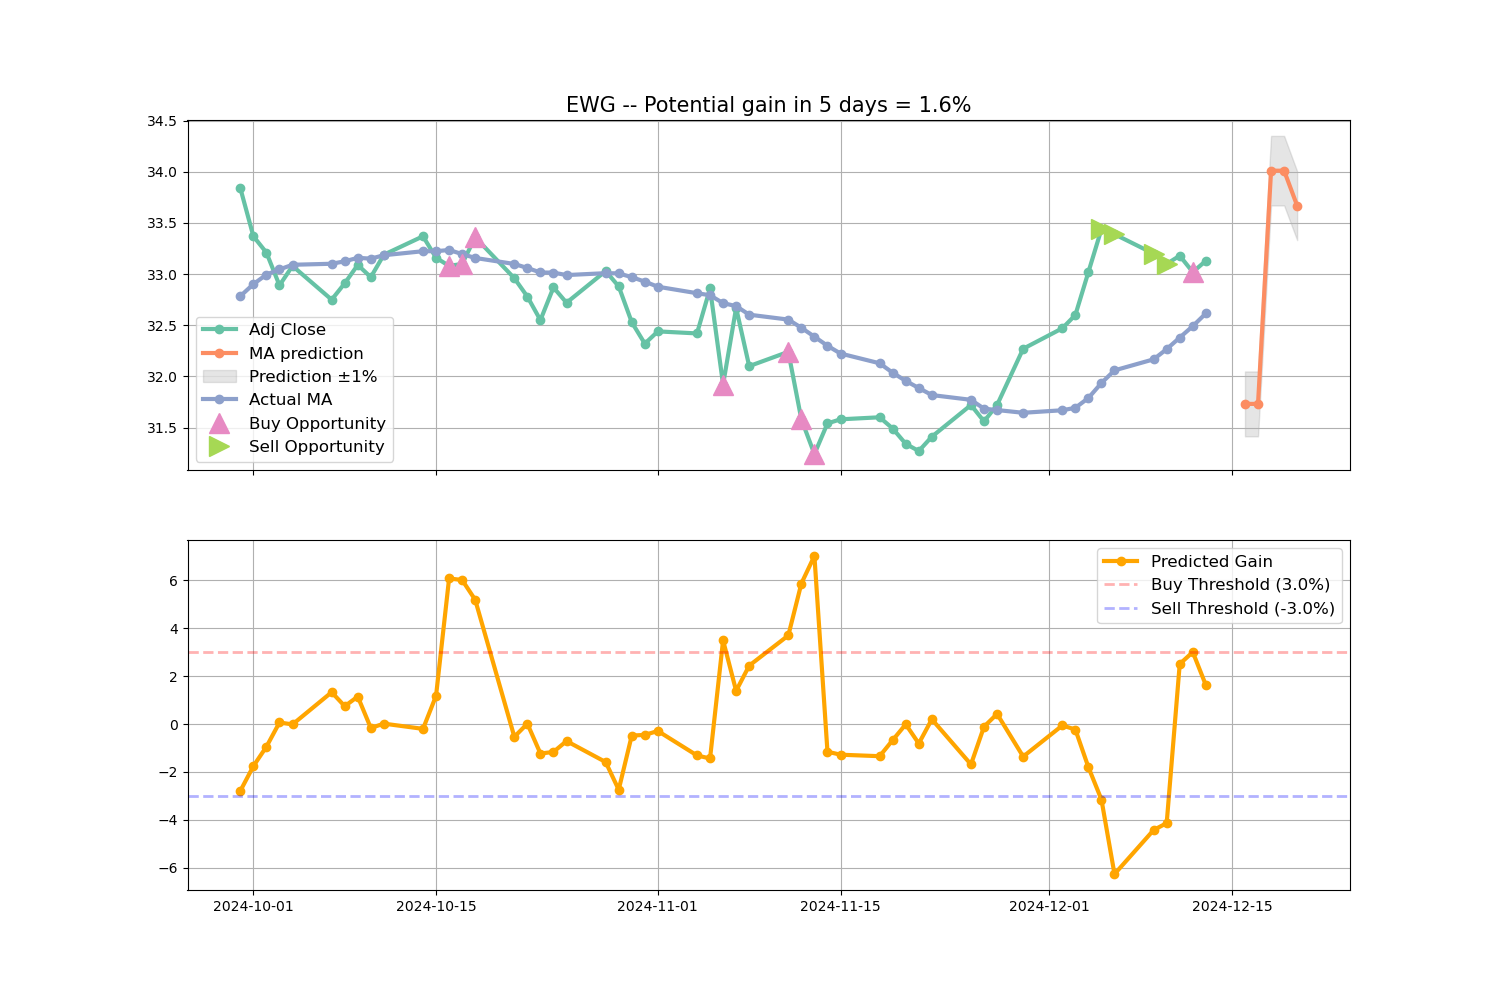 EWG -- Potential gain in 5 days = 1.6%
34.5
34.0
33.5
33.0
32.5
32.0
31.5
Adj Close
MA prediction
Prediction ±1%
Actual MA
Buy Opportunity
Sell Opportunity
6
4
2
0
−2
−4
−6
Predicted Gain
Buy Threshold (3.0%)
Sell Threshold (-3.0%)
2024-10-01 2024-10-15 2024-11-01 2024-11-15 2024-12-01 2024-12-15